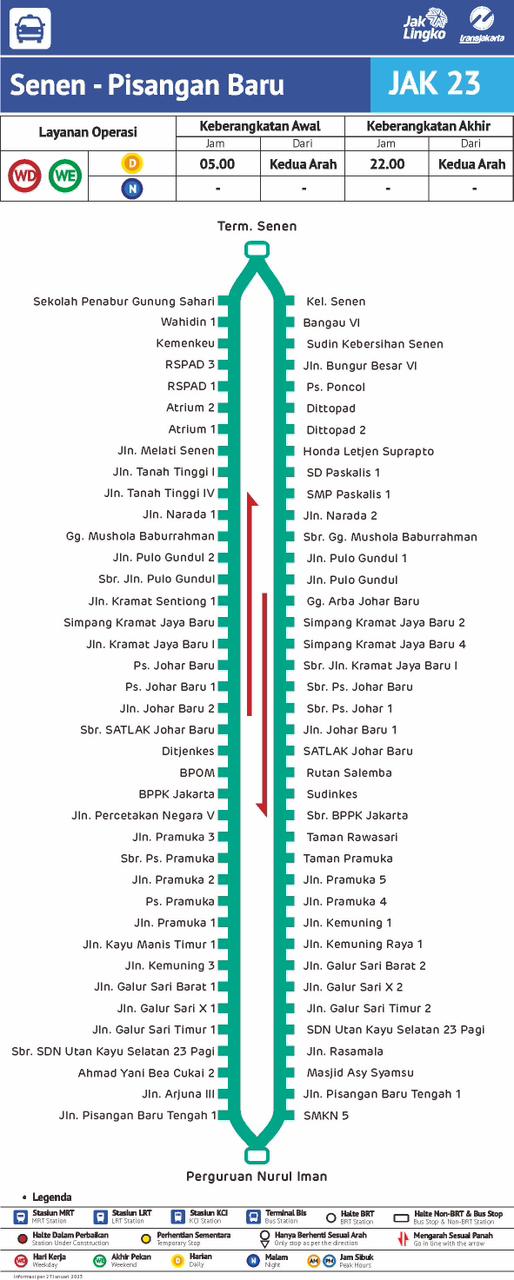 Jak Lingko
transjakarta
Senen - Pisangan Baru
JAK 23
Layanan Operasi
Keberangkatan Awal
Keberangkatan Akhir
Jam
Dari
Jam
Dari
WD WE
D 05.00 Kedua Arah 22.00 Kedua Arah
N - - - -
Term. Senen
Sekolah Penabur Gunung Sahari
Kel. Senen
Wahidin 1
Bangau VI
Kemenkeu
Sudin Kebersihan Senen
RSPAD 3
Jln. Bungur Besar VI
RSPAD 1
Ps. Poncol
Atrium 2
Dittopad
Atrium 1
Dittopad 2
Jln. Melati Senen
Honda Letjen Suprapto
Jln. Tanah Tinggi I
SD Paskalis 1
Jln. Tanah Tinggi IV
SMP Paskalis 1
Jln. Narada 1
Jln. Narada 2
Gg. Mushola Baburrahman
Sbr. Gg. Mushola Baburrahman
Jln. Pulo Gundul 2
Jln. Pulo Gundul 1
Sbr. Jln. Pulo Gundul
Jln. Pulo Gundul
Jln. Kramat Sentiong 1
Gg. Arba Johar Baru
Simpang Kramat Jaya Baru
Simpang Kramat Jaya Baru 2
Jln. Kramat Jaya Baru I
Simpang Kramat Jaya Baru 4
Ps. Johar Baru
Sbr. Jln. Kramat Jaya Baru I
Ps. Johar Baru 1
Sbr. Ps. Johar Baru
Jln. Johar Baru 2
Sbr. Ps. Johar 1
Sbr. SATLAK Johar Baru
Jln. Johar Baru 1
Ditjenkes
SATLAK Johar Baru
BPOM
Rutan Salemba
BPPK Jakarta
Sudinkes
Jln. Percetakan Negara V
Sbr. BPPK Jakarta
Jln. Pramuka 3
Taman Rawasari
Sbr. Ps. Pramuka
Taman Pramuka
Jln. Pramuka 2
Jln. Pramuka 5
Ps. Pramuka
Jln. Pramuka 4
Jln. Pramuka 1
Jln. Kemuning 1
Jln. Kayu Manis Timur 1
Jln. Kemuning Raya 1
Jln. Kemuning 3
Jln. Galur Sari Barat 2
Jln. Galur Sari Barat 1
Jln. Galur Sari X 2
Jln. Galur Sari X 1
Jln. Galur Sari Timur 2
Jln. Galur Sari Timur 1
SDN Utan Kayu Selatan 23 Pagi
Sbr. SDN Utan Kayu Selatan 23 Pagi
Jln. Rasamala
Ahmad Yani Bea Cukai 2
Masjid Asy Syamsu
Jln. Arjuna III
Jln. Pisangan Baru Tengah 1
Jln. Pisangan Baru Tengah 1
SMKN 5
Perguruan Nurul Iman
• Legenda
Stasiun MRT
MRT Station
Stasiun LRT
LRT Station
Stasiun KCI
KCI Station
Terminal Bis
Bus Station
Halte BRT
BRT Station
Halte Non-BRT & Bus Stop
Bus Stop & Non-BRT Station
Halte Dalam Perbaikan
Station Under Construction
Perhentian Sementara
Temporary Stop
Hanya Berhenti Sesuai Arah
Only stop as per the direction
Mengarah Sesuai Panah
Go in line with the arrow
WD Hari Kerja
Weekday
WE Akhir Pekan
Weekend
D Harian
Daily
N Malam
Night
AM PM Jam Sibuk
Peak Hours
Informasi per 27 Januari 2023